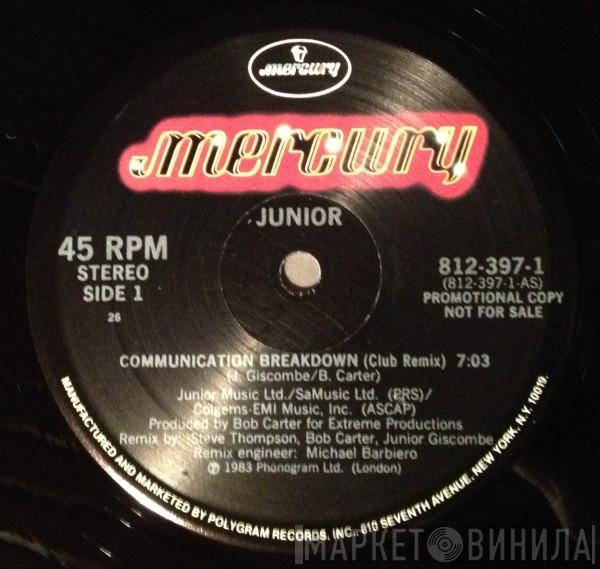 mercury
mercury
JUNIOR
45 RPM
STEREO
SIDE 1
26
812-397-1
(812-397-1-AS)
PROMOTIONAL COPY
NOT FOR SALE
COMMUNICATION BREAKDOWN (Club Remix) 7:03
(J. Giscombe/B. Carter)
Junior Music Ltd./SaMusic Ltd. (PRS)/
Colgems-EMI Music, Inc. (ASCAP)
Produced by Bob Carter for Extreme Productions
Remix by: Steve Thompson, Bob Carter, Junior Giscombe
Remix engineer: Michael Barbiero
℗ 1983 Phonogram Ltd. (London)
MANUFACTURED AND MARKETED BY POLYGRAM RECORDS, INC., 810 SEVENTH AVENUE, NEW YORK, N.Y. 10019.
МАРКЕТ ВИНИЛА